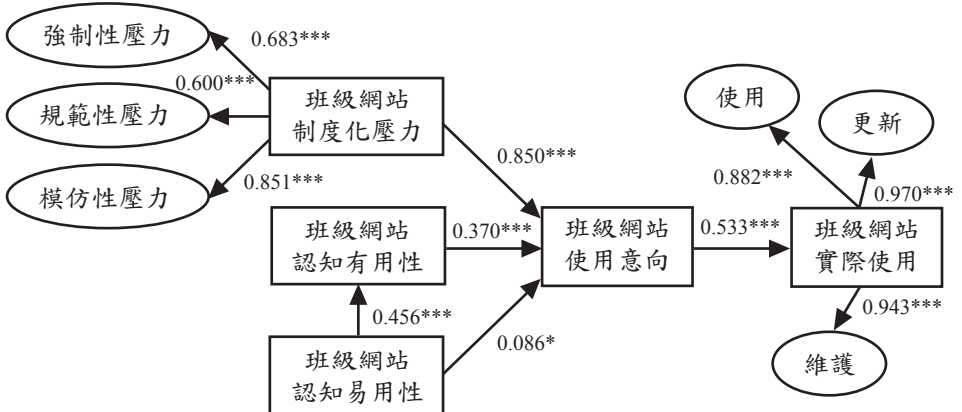 強制性壓力
0.683***
0.600***
規範性壓力
班級網站
制度化壓力
模仿性壓力
0.851***
0.850***
使用
更新
0.882***
0.970***
班級網站
認知有用性
0.370***
班級網站
使用意向
0.533***
班級網站
實際使用
0.456***
0.086*
0.943***
班級網站
認知易用性
維護